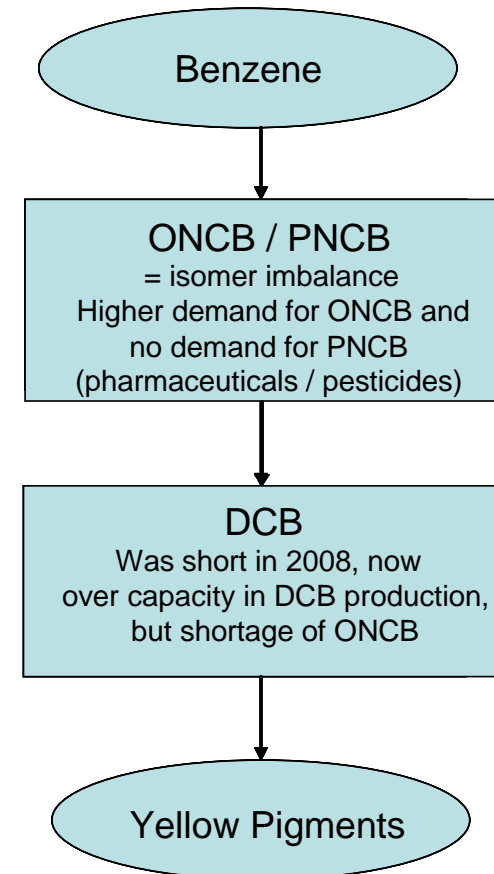 Benzene
ONCB / PNCB
= isomer imbalance
Higher demand for ONCB and
no demand for PNCB
(pharmaceuticals / pesticides)
DCB
Was short in 2008, now
over capacity in DCB production,
but shortage of ONCB
Yellow Pigments